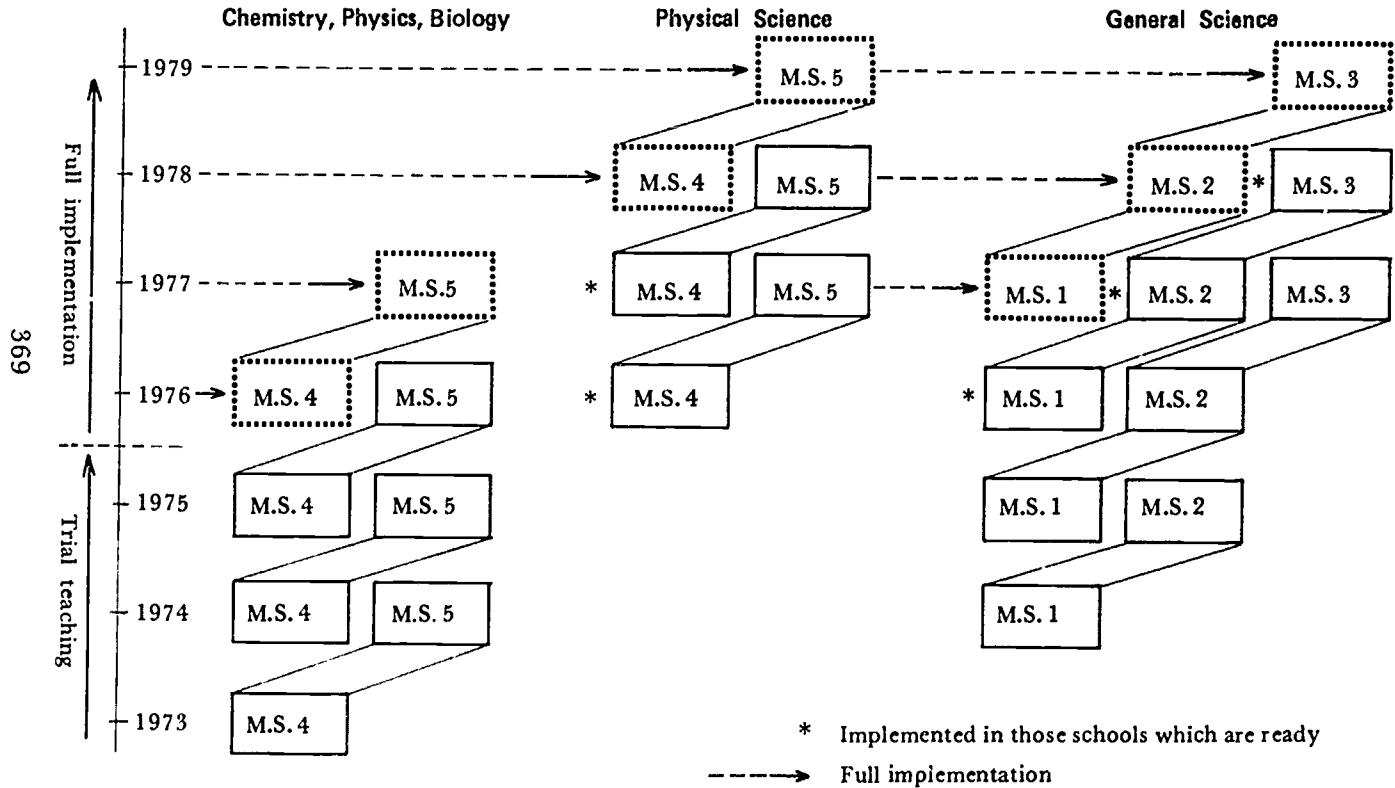 Chemistry, Physics, Biology Physical Science General Science
1979 M.S. 5 M.S. 3
1978 M.S. 4 M.S. 5 M.S. 2 * M.S. 3
1977 M.S.5 * M.S. 4 M.S. 5 M.S. 1 * M.S. 2 M.S. 3
1976 M.S. 4 M.S. 5 * M.S. 4 * M.S. 1 M.S. 2
1975 M.S. 4 M.S. 5 M.S. 1 M.S. 2
1974 M.S. 4 M.S. 5 M.S. 1
1973 M.S. 4
Full implementation
Trial teaching
369
* Implemented in those schools which are ready
Full implementation